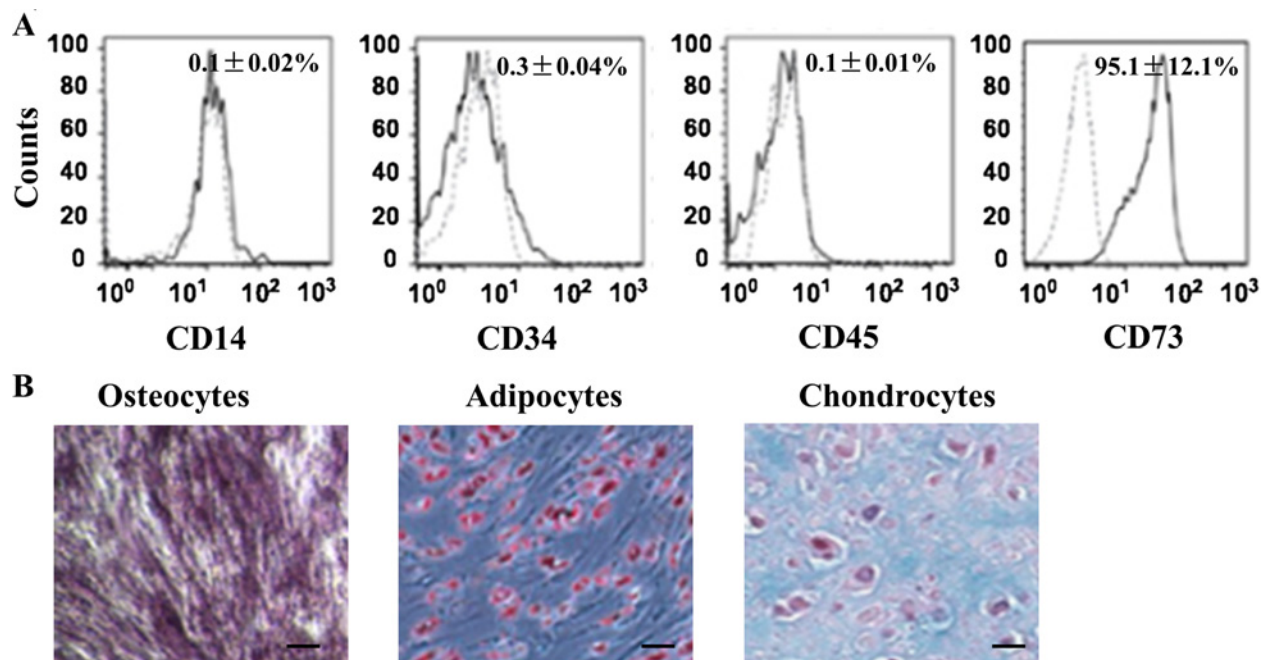 A
100 0.1±0.02% 100 0.3±0.04% 100 0.1±0.01% 100 95.1±12.1%
80 80 80 80
60 60 60 60
40 40 40 40
20 20 20 20
0 0 0 0
Counts
10⁰ 10¹ 10² 10³ 10⁰ 10¹ 10² 10³ 10⁰ 10¹ 10² 10³ 10⁰ 10¹ 10² 10³
CD14 CD34 CD45 CD73
B
Osteocytes Adipocytes Chondrocytes